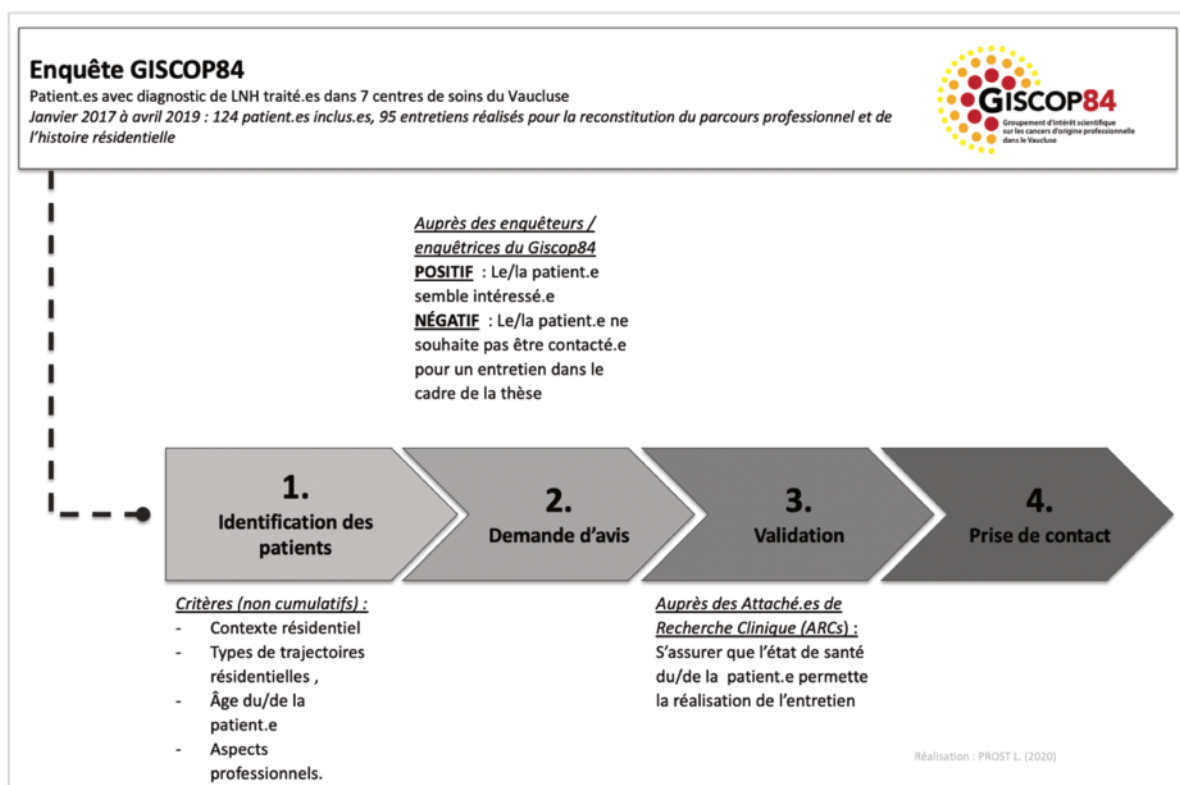 Enquête GISCOP84
Patient.es avec diagnostic de LNH traité.es dans 7 centres de soins du Vaucluse
Janvier 2017 à avril 2019 : 124 patient.es inclus.es, 95 entretiens réalisés pour la reconstitution du parcours professionnel et de
l'histoire résidentielle
GISCOP84
Groupement d'intérêt scientifique
sur les cancers d'origine professionnelle
dans le Vaucluse
Auprès des enquêteurs /
enquêtrices du Giscop84
POSITIF : Le/la patient.e
semble intéressé.e
NÉGATIF : Le/la patient.e ne
souhaite pas être contacté.e
pour un entretien dans le
cadre de la thèse
1.
Identification des
patients
2.
Demande d'avis
3.
Validation
4.
Prise de contact
Critères (non cumulatifs) :
- Contexte résidentiel
- Types de trajectoires
résidentielles ,
- Âge du/de la
patient.e
- Aspects
professionnels.
Auprès des Attaché.es de
Recherche Clinique (ARCs) :
S'assurer que l'état de santé
du/de la patient.e permette
la réalisation de l'entretien
Réalisation : PROST L. (2020)